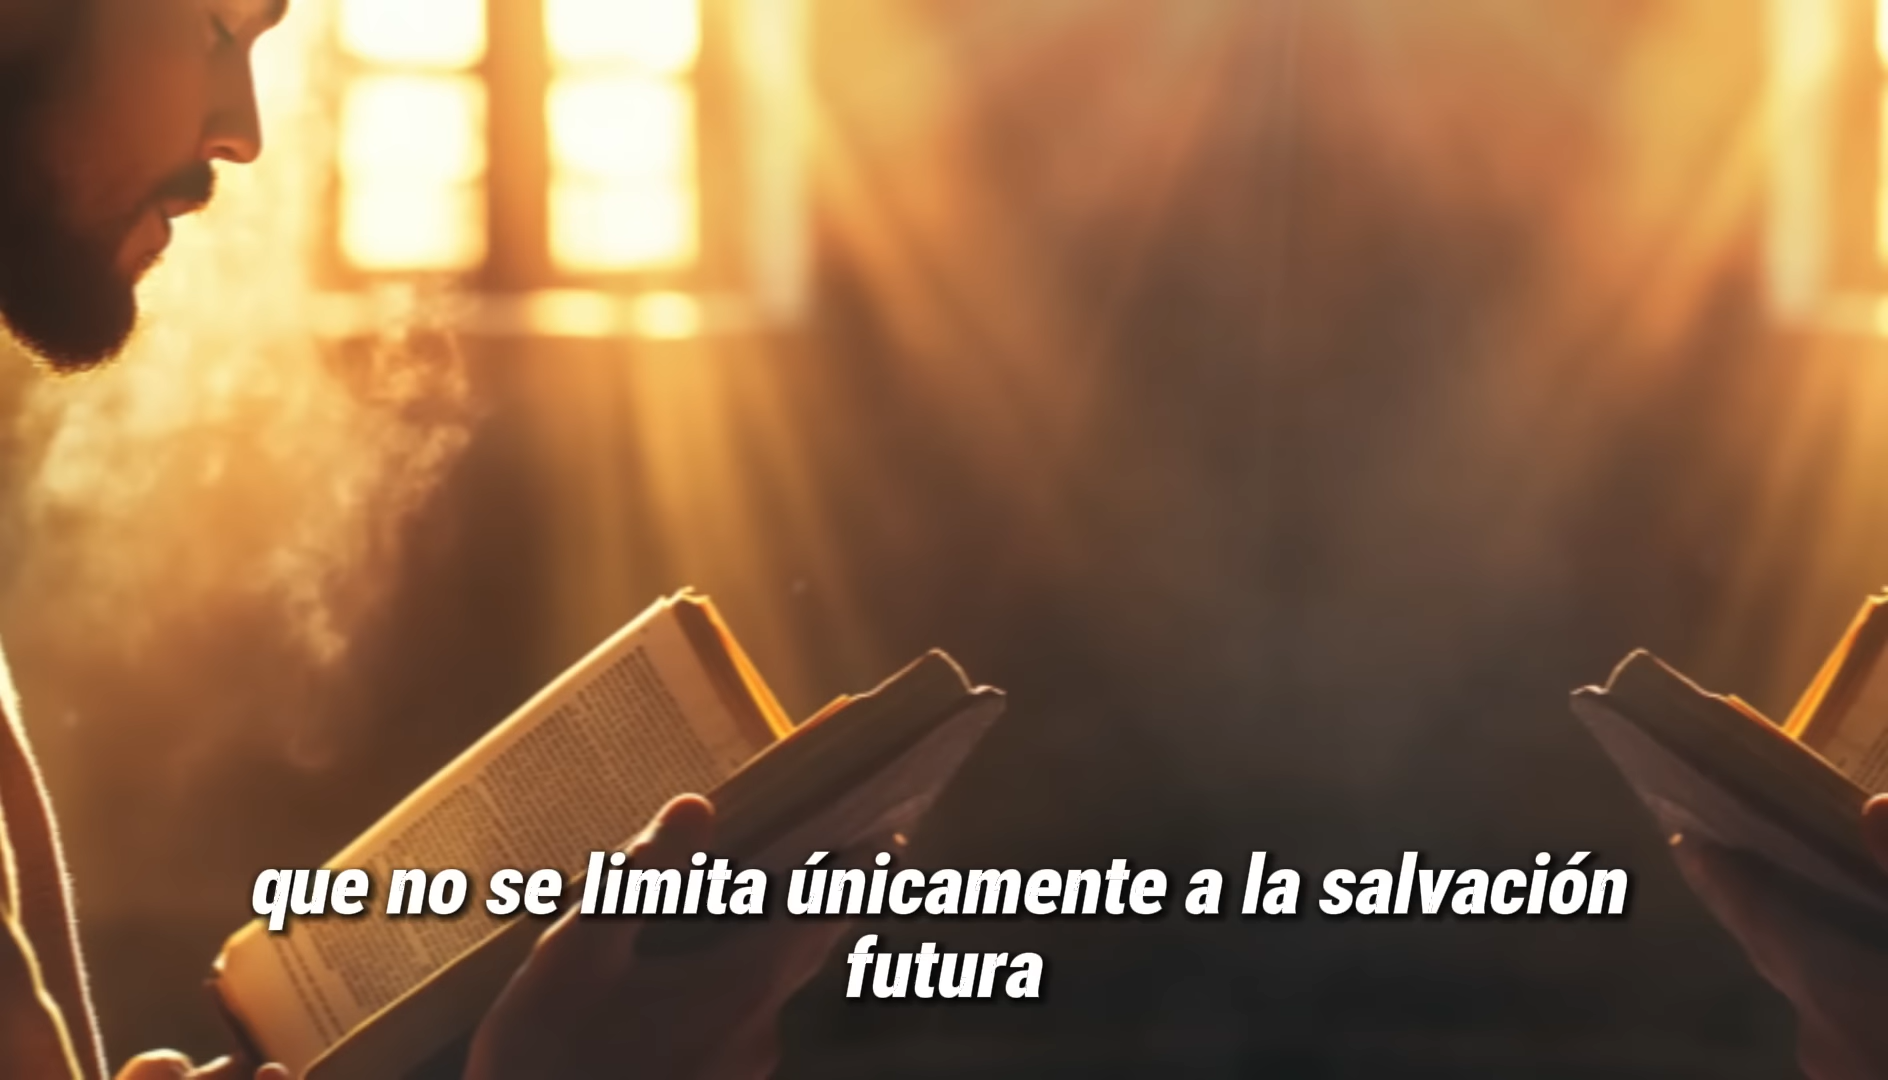 que no se limita únicamente a la salvación
futura